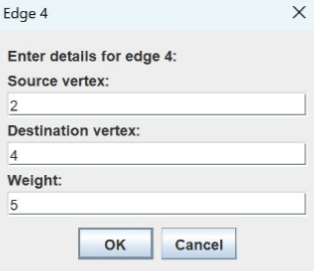 Edge 4
Enter details for edge 4:
Source vertex:
2
Destination vertex:
4
Weight:
5
OK Cancel